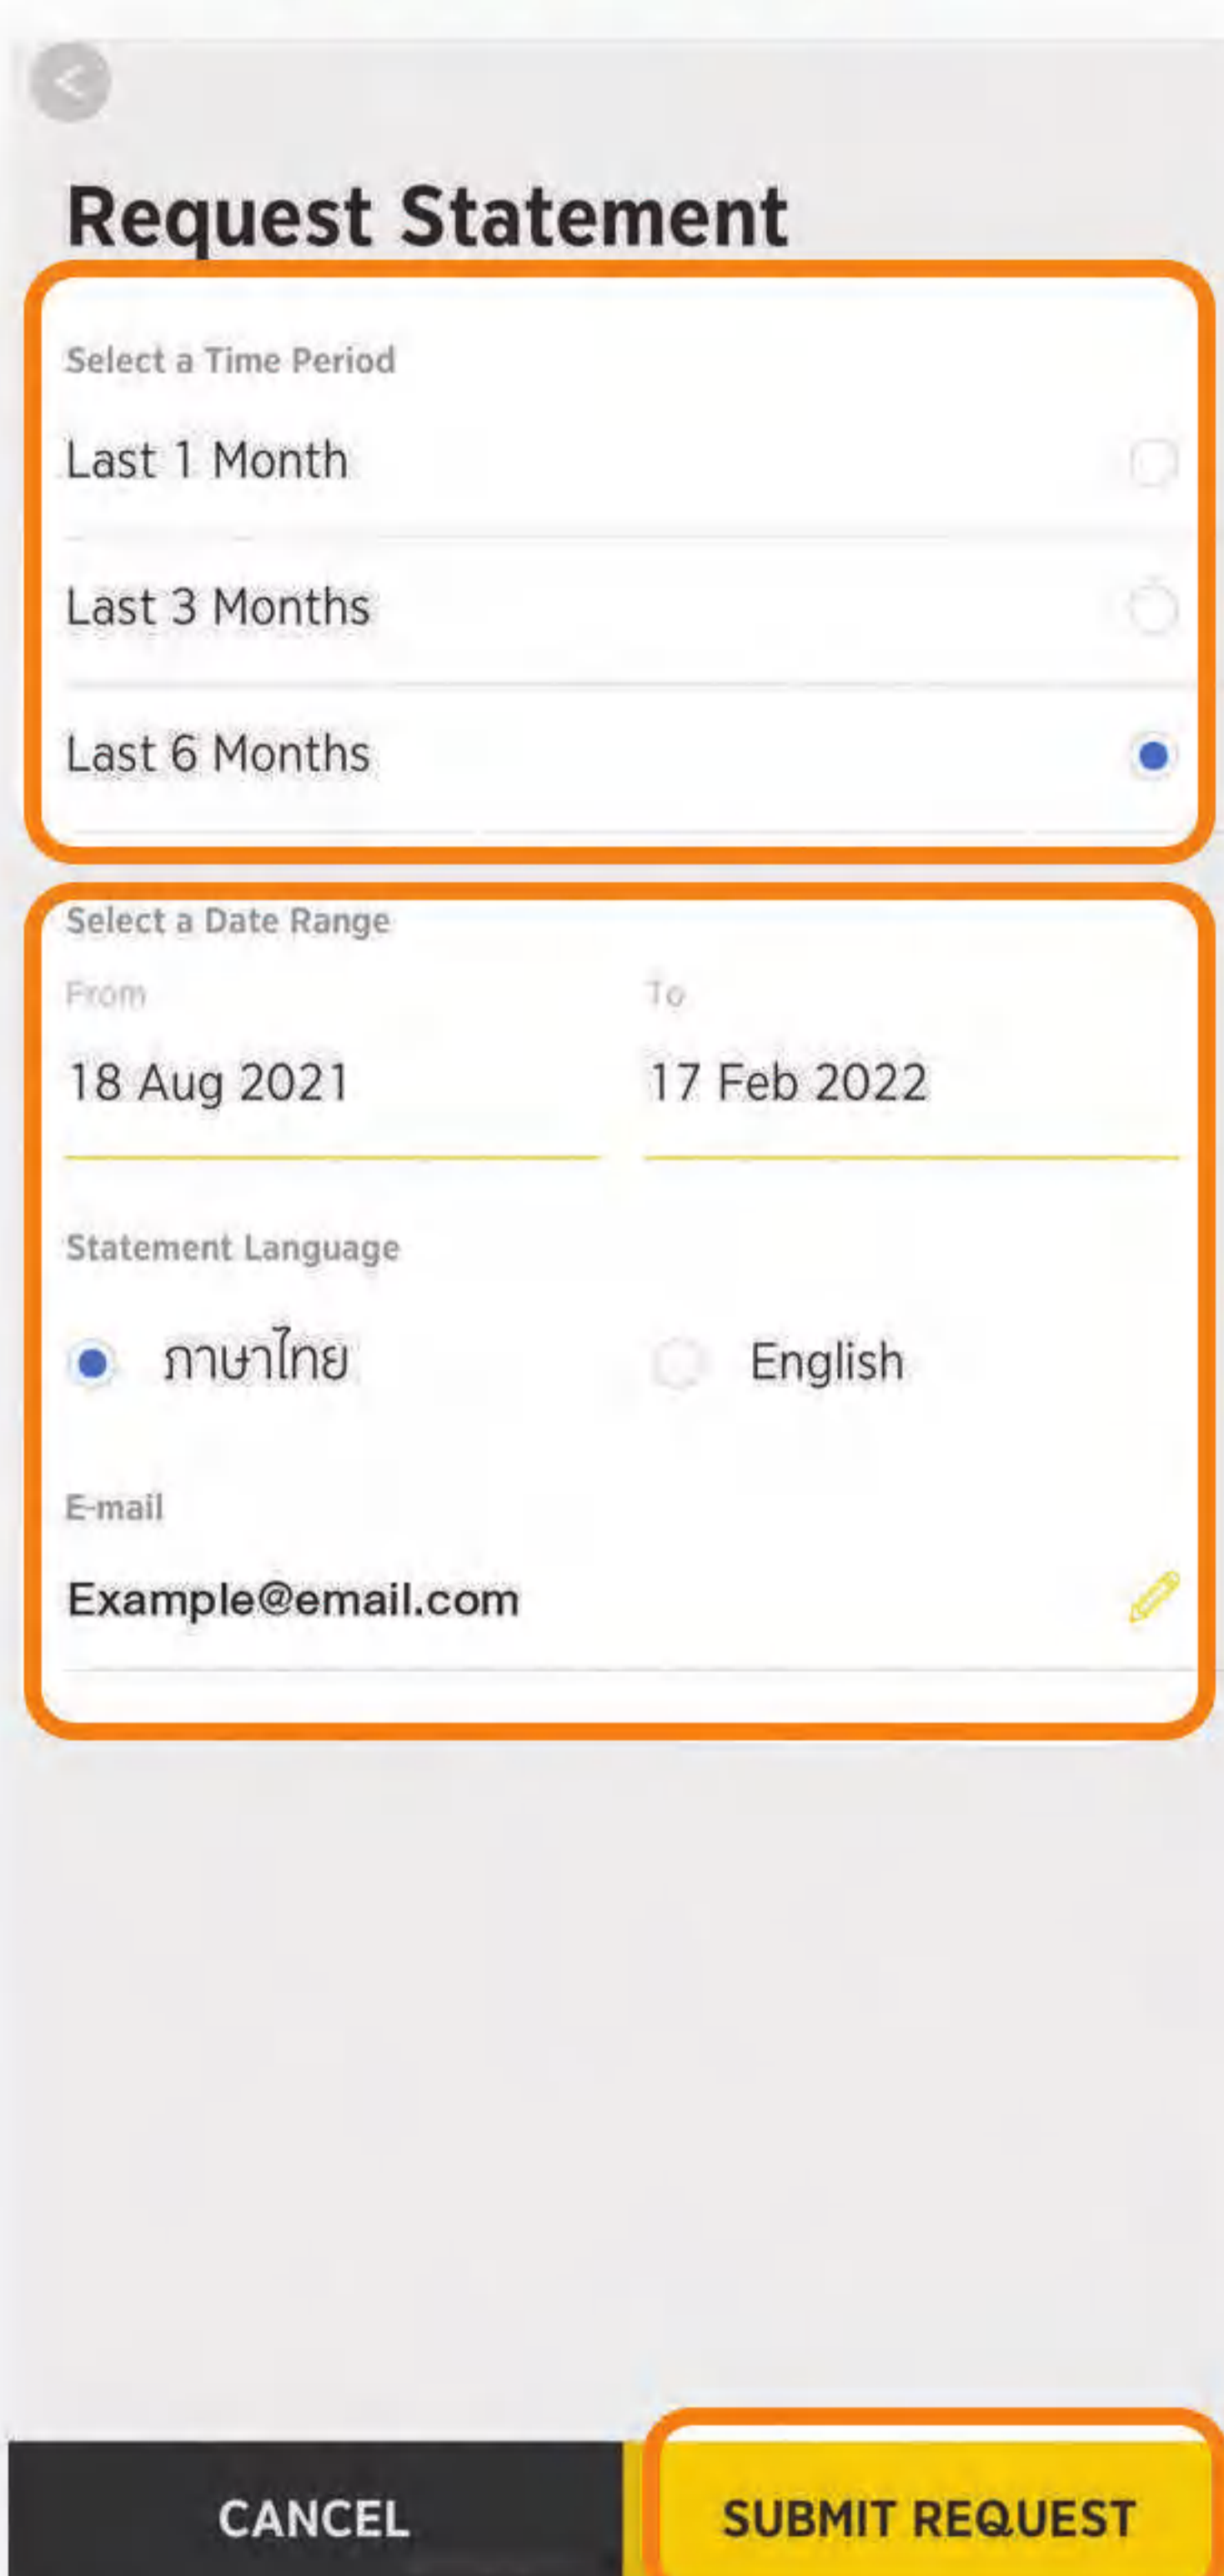 Request Statement
Select a Time Period
Last 1 Month
Last 3 Months
Last 6 Months
Select a Date Range
From To
18 Aug 2021 17 Feb 2022
Statement Language
ภาษาไทย English
E-mail
Example@email.com
CANCEL SUBMIT REQUEST